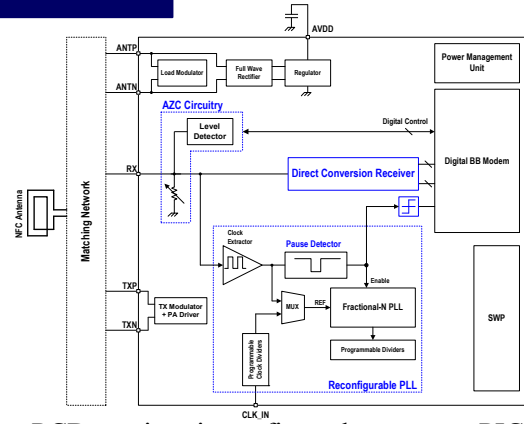 AVDD
ANTP
Load Modulator
Full Wave
Rectifier
Regulator
Power Management
Unit
ANTN
AZC Circuitry
Level
Detector
Digital Control
Digital BB Modem
RX
Direct Conversion Receiver
NFC Antenna
Matching Network
Clock
Extractor
Pause Detector
Enable
TXP
TX Modulator
+ PA Driver
MUX
REF
Fractional-N PLL
SWP
TXN
Programmable
Clock Dividers
Programmable Dividers
Reconfigurable PLL
CLK_IN